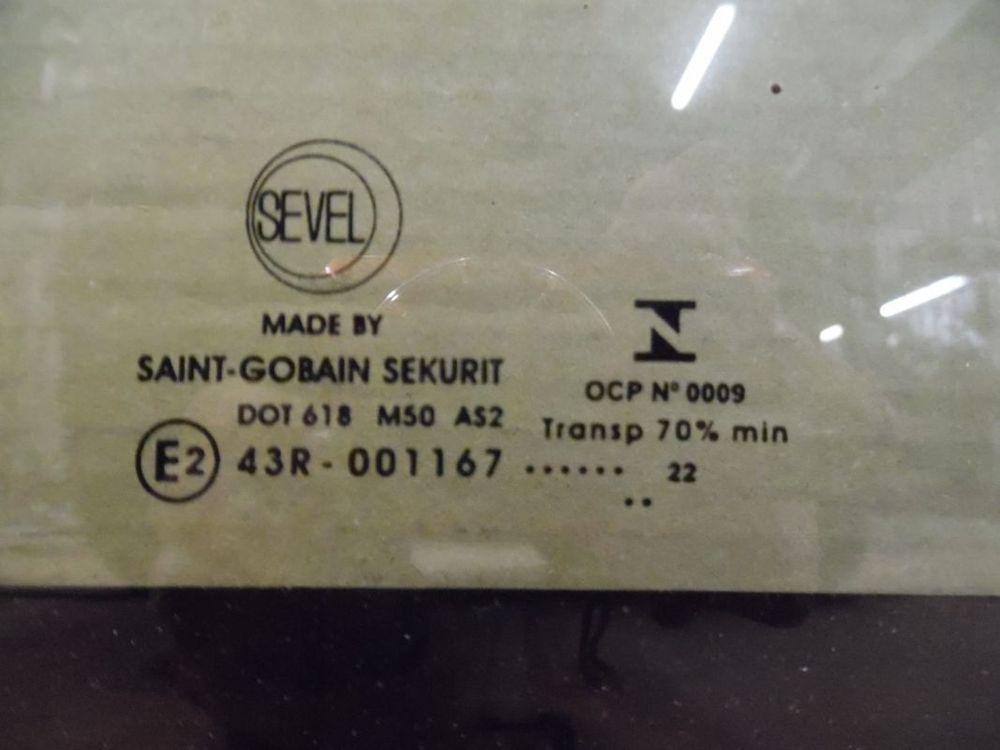 SEVEL
MADE BY
SAINT-GOBAIN SEKURIT
DOT 618 M50 AS2
E2 43R - 001167 ...... 22
..
OCP Nº 0009
Transp 70% min